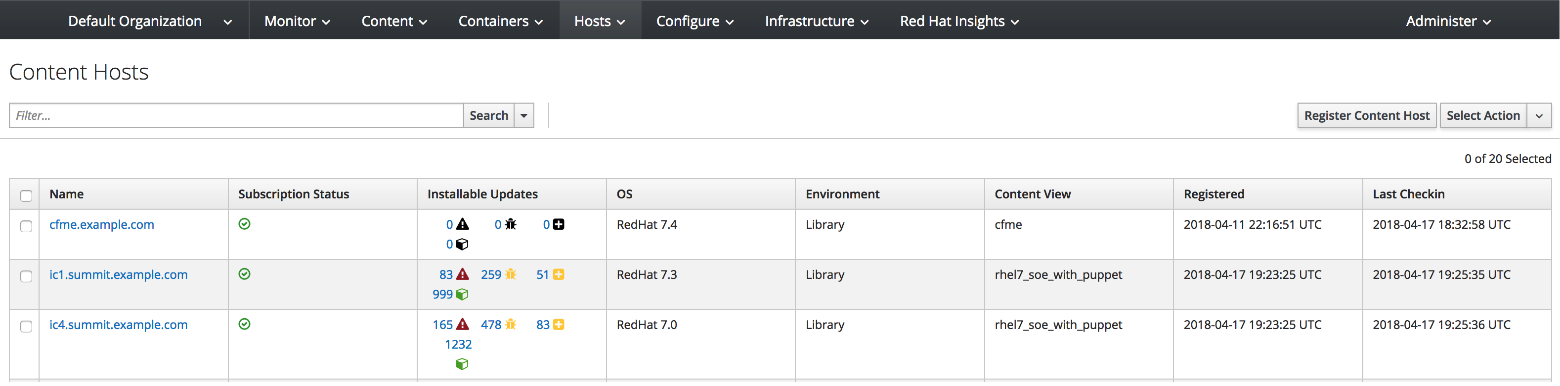 Default Organization Monitor Content Containers Hosts Configure Infrastructure Red Hat Insights Administer
Content Hosts
Filter... Search Register Content Host Select Action
0 of 20 Selected
Name Subscription Status Installable Updates OS Environment Content View Registered Last Checkin
cfme.example.com 0 0 0 RedHat 7.4 Library cfme 2018-04-11 22:16:51 UTC 2018-04-17 18:32:58 UTC
0
ic1.summit.example.com 83 259 51 RedHat 7.3 Library rhel7_soe_with_puppet 2018-04-17 19:23:25 UTC 2018-04-17 19:25:35 UTC
999
ic4.summit.example.com 165 478 83 RedHat 7.0 Library rhel7_soe_with_puppet 2018-04-17 19:23:25 UTC 2018-04-17 19:25:36 UTC
1232